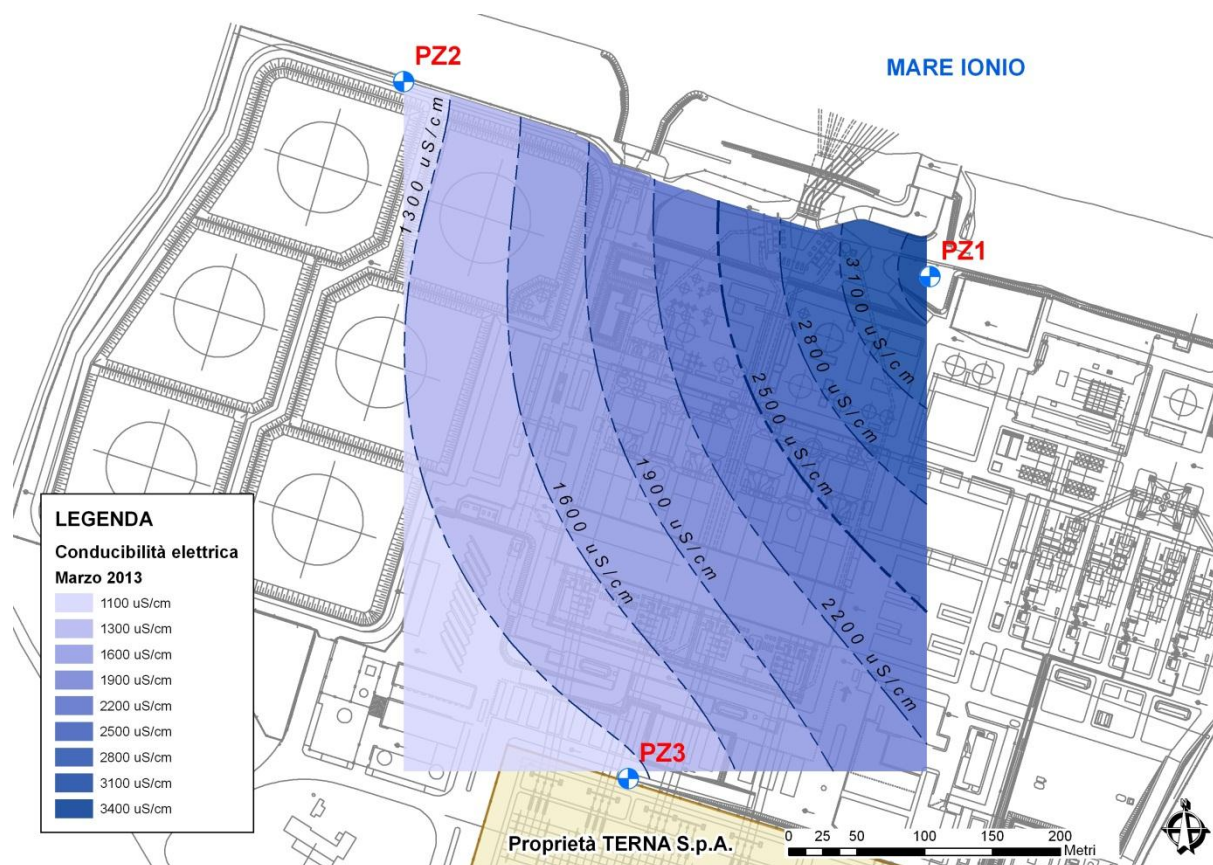 PZ2
MARE IONIO
1300 uS/cm
PZ1
3100 uS/cm
2800 uS/cm
2500 uS/cm
1900 uS/cm
1600 uS/cm
2200 uS/cm
LEGENDA
Conducibilità elettrica
Marzo 2013
1100 uS/cm
1300 uS/cm
1600 uS/cm
1900 uS/cm
2200 uS/cm
2500 uS/cm
2800 uS/cm
3100 uS/cm
3400 uS/cm
PZ3
Proprietà TERNA S.p.A.
0 25 50 100 150 200
Metri